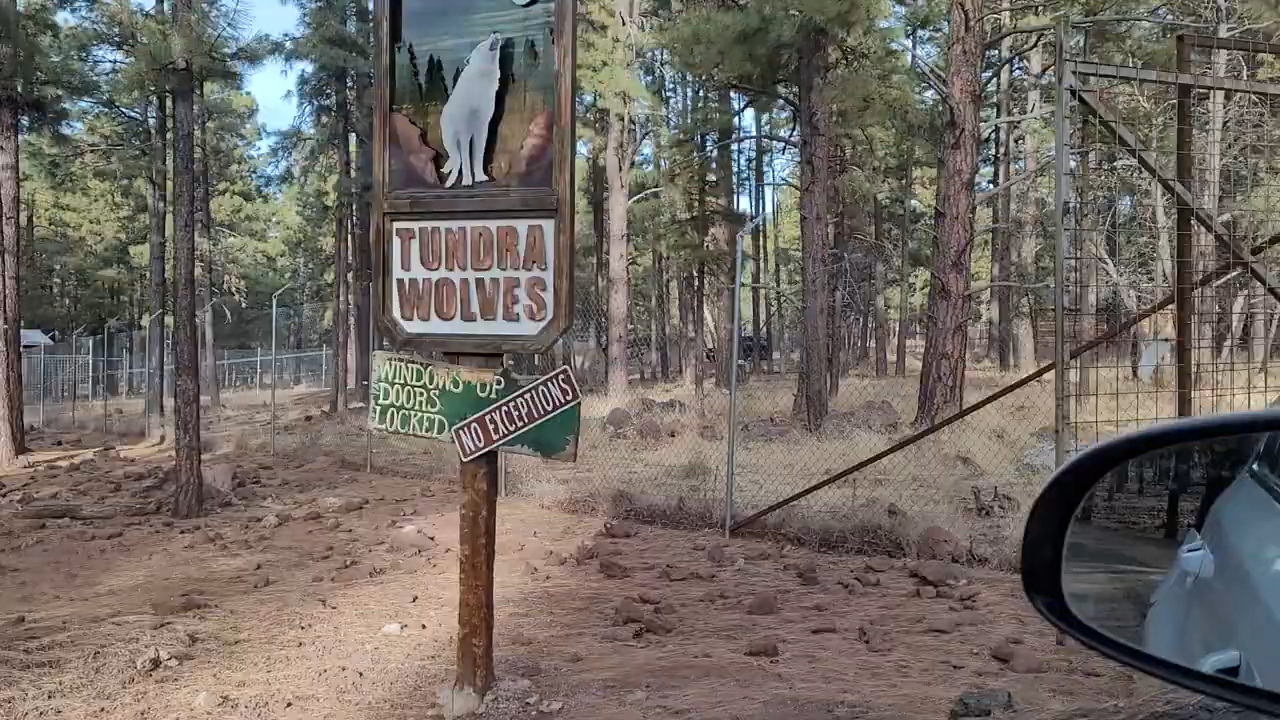 TUNDRA
WOLVES
WINDOWS UP
DOORS
LOCKED
NO EXCEPTIONS